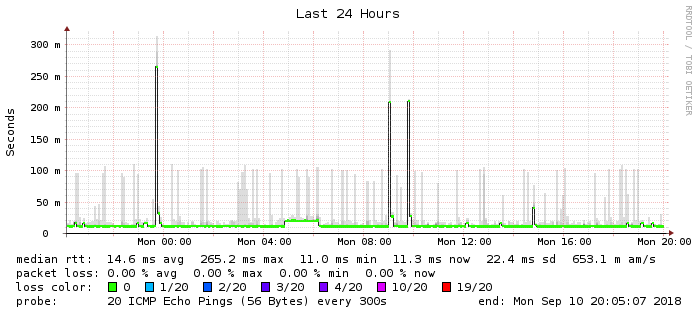 Last 24 Hours
RRDTOOL / TOBI OETIKER
Seconds
300 m
250 m
200 m
150 m
100 m
50 m
0
Mon 00:00 Mon 04:00 Mon 08:00 Mon 12:00 Mon 16:00 Mon 20:00
median rtt: 14.6 ms avg 265.2 ms max 11.0 ms min 11.3 ms now 22.4 ms sd 653.1 m am/s
packet loss: 0.00 % avg 0.00 % max 0.00 % min 0.00 % now
loss color: 0 1/20 2/20 3/20 4/20 10/20 19/20
probe: 20 ICMP Echo Pings (56 Bytes) every 300s end: Mon Sep 10 20:05:07 2018